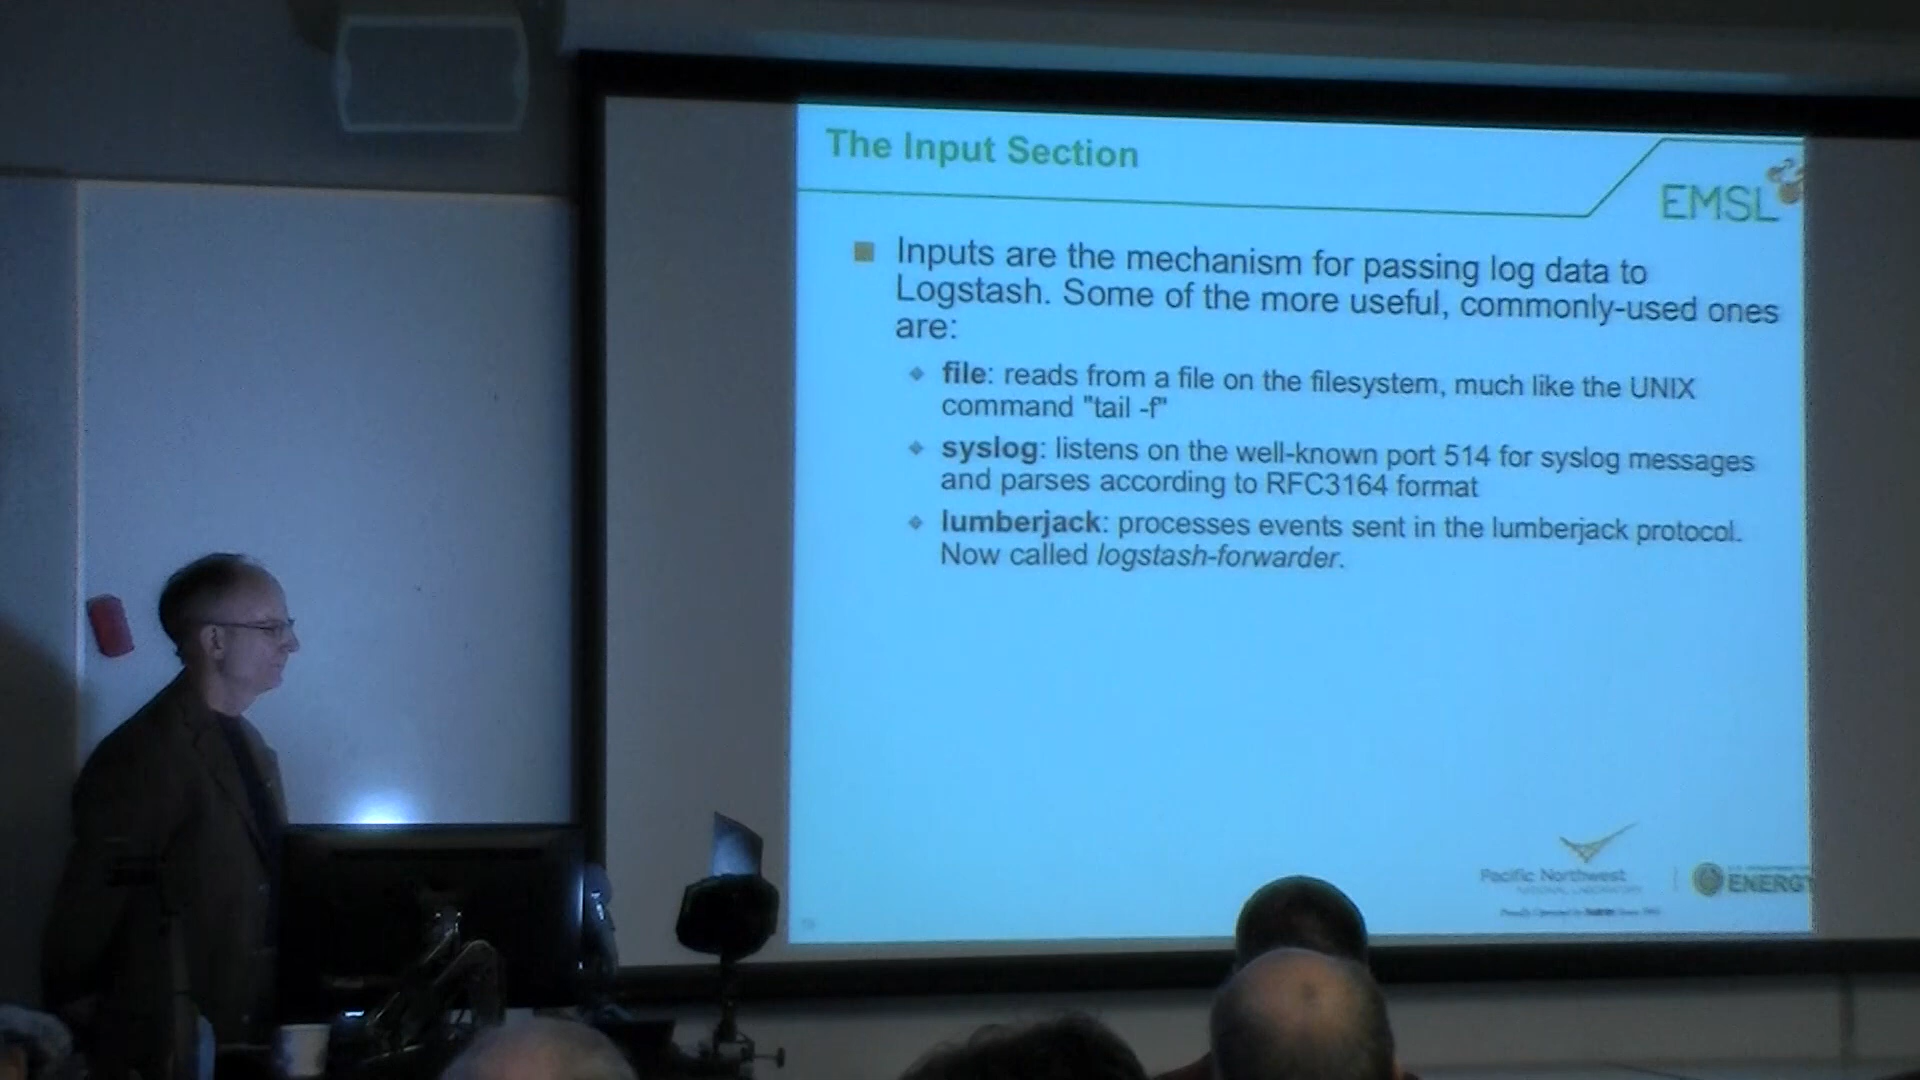 The Input Section
EMSL
Inputs are the mechanism for passing log data to
Logstash. Some of the more useful, commonly-used ones
are:
file: reads from a file on the filesystem, much like the UNIX
command "tail -f"
syslog: listens on the well-known port 514 for syslog messages
and parses according to RFC3164 format
lumberjack: processes events sent in the lumberjack protocol.
Now called logstash-forwarder.
Pacific Northwest
NATIONAL LABORATORY
ENERGY